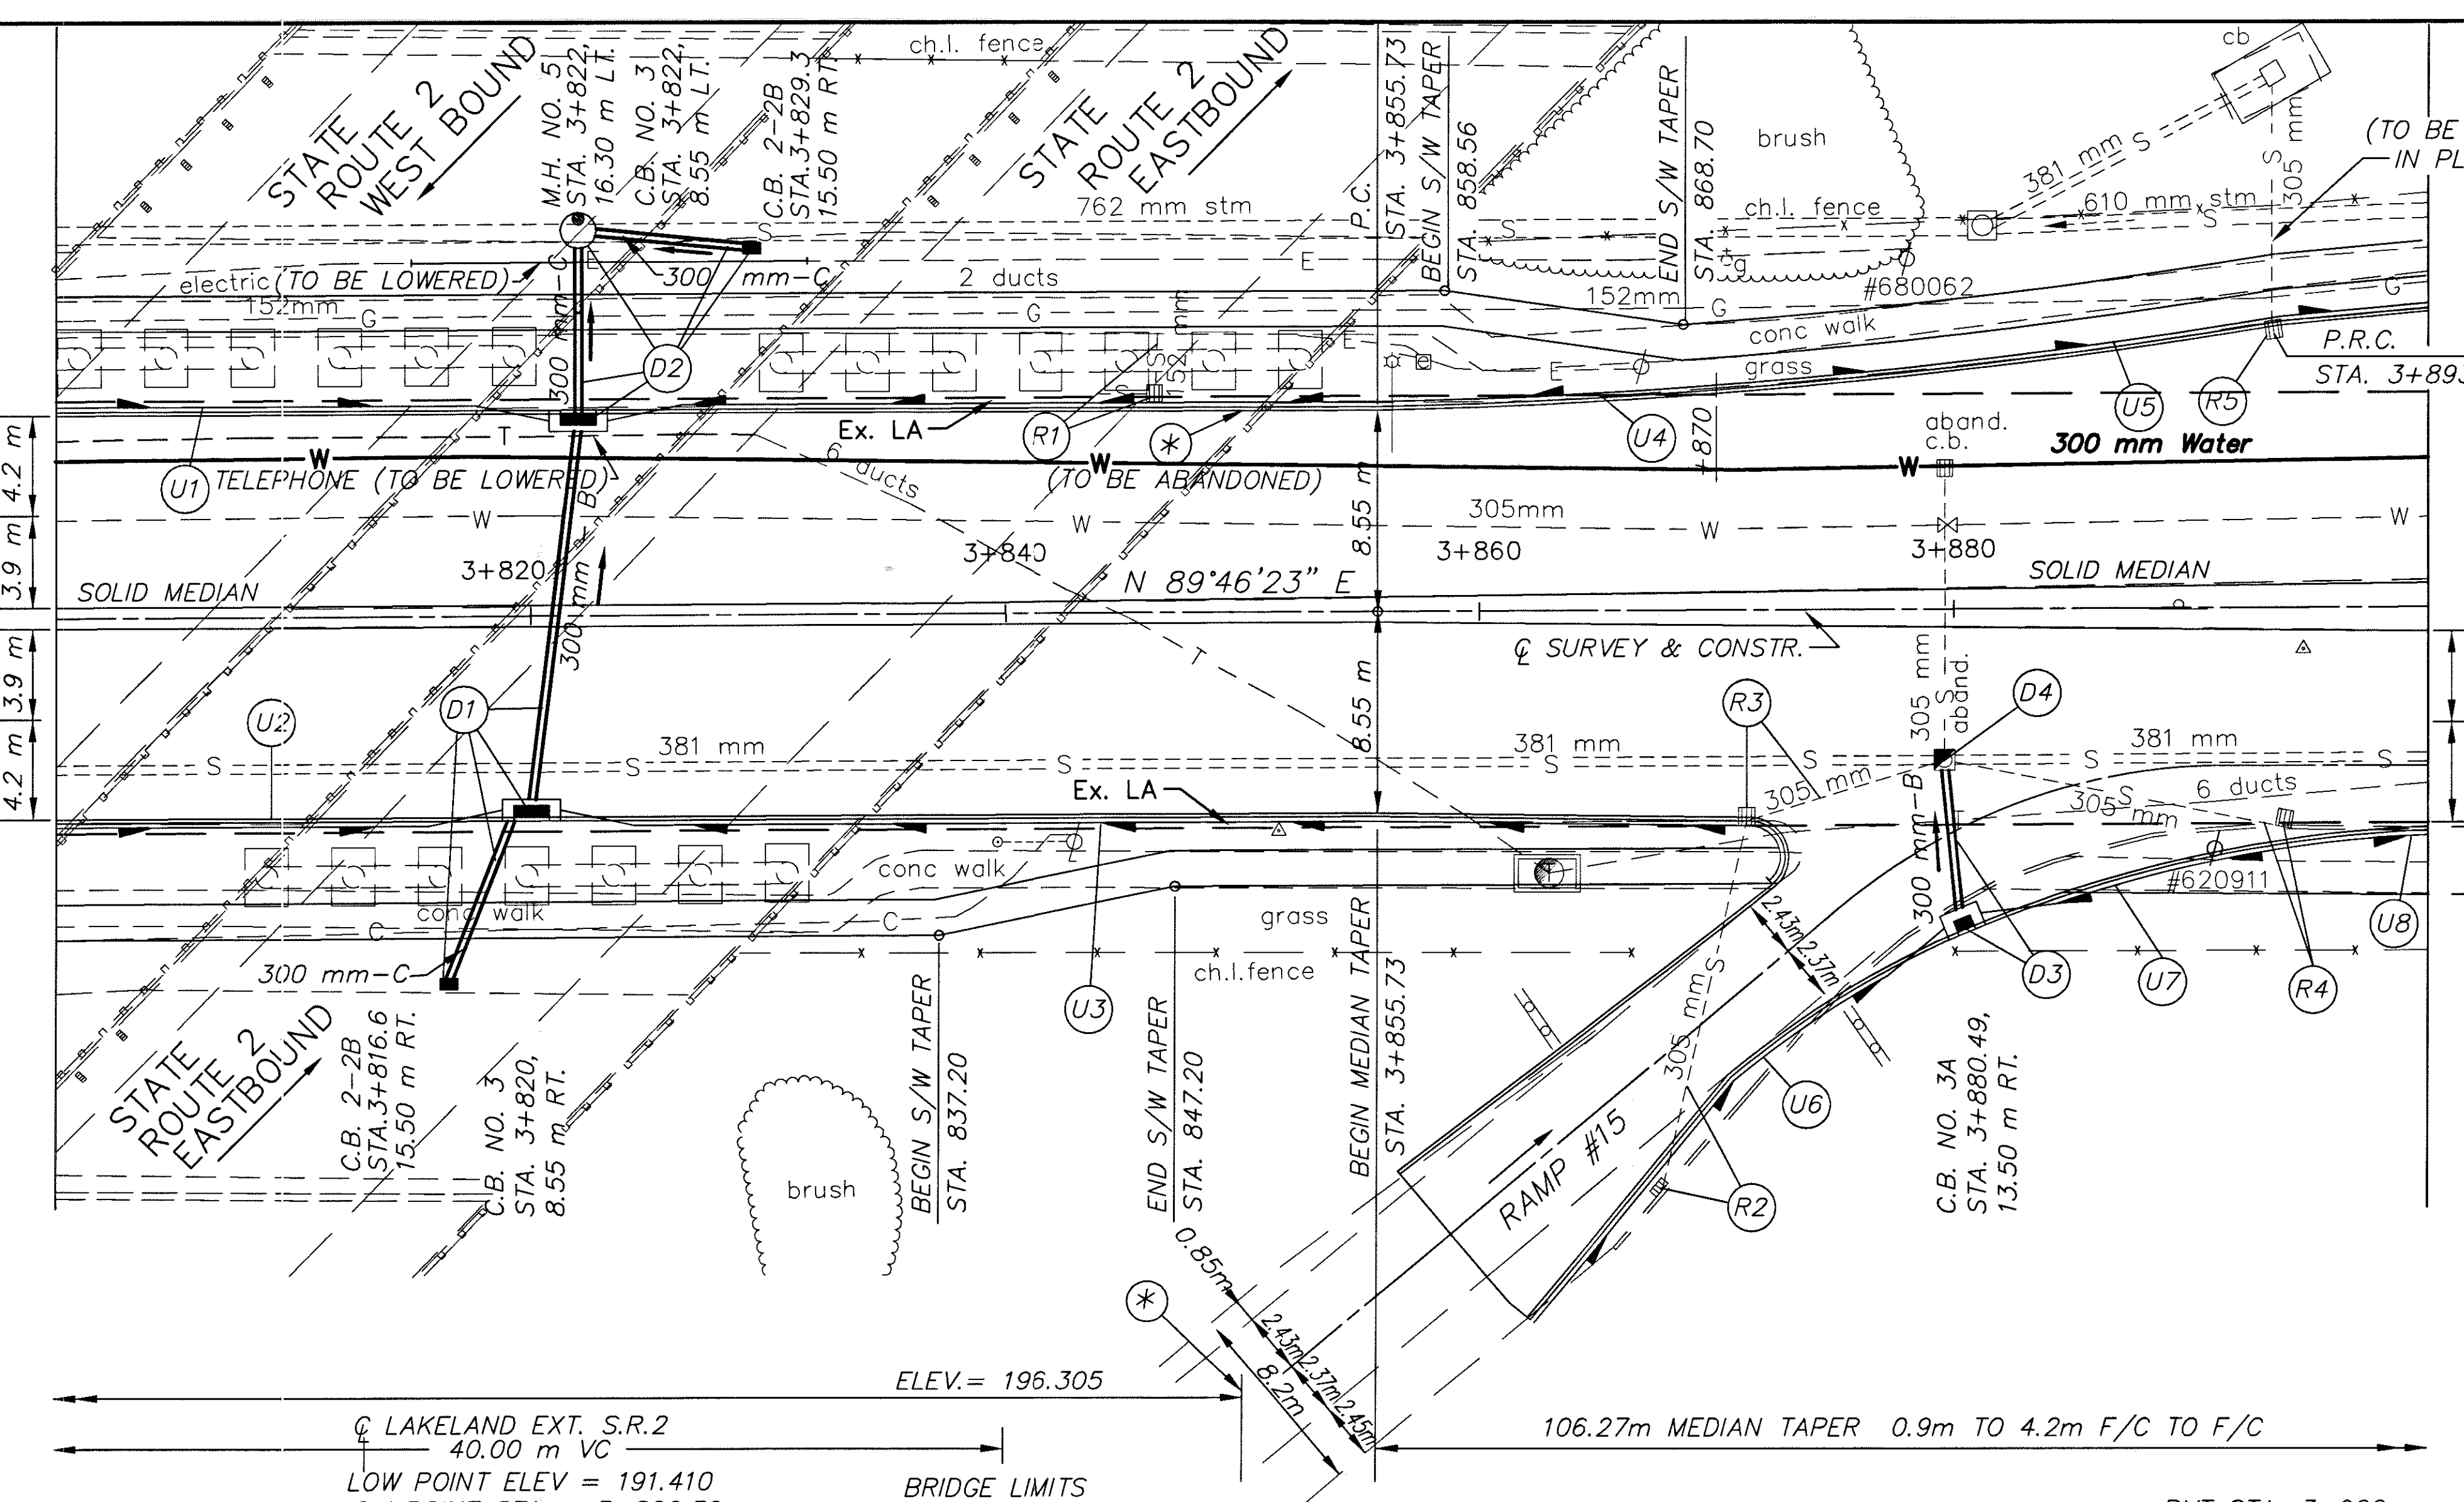 ch.l. fence
cb
STATE
ROUTE 2
WEST BOUND
M.H. NO. 5
STA. 3+822,
16.30 m LT.
C.B. NO. 3
STA. 3+822,
8.55 m LT.
C.B. 2-2B
STA.3+829.3
15.50 m RT.
STATE
ROUTE 2
EASTBOUND
P.C.
STA. 3+855.73
BEGIN S/W TAPER
STA. 858.56
END S/W TAPER
STA. 868.70
brush
381 mm
S
305 mm
S
(TO BE
IN PL
762 mm stm
S
S
ch.l. fence
610 mm stm
S
electric (TO BE LOWERED)
E
300 mm-C
2 ducts
E
cg
152mm
G
#680062
152mm
G
G
G
300 mm-C
D2
152 mm
S
S
E
e
E
conc walk
grass
P.R.C.
STA. 3+893
T
Ex. LA
R1
*
U4
+870
U5
R5
aband.
c.b.
300 mm Water
W
W
W
U1
TELEPHONE (TO BE LOWERED)
6 ducts
(TO BE ABANDONED)
4.2 m
3.9 m
3.9 m
4.2 m
W
W
305mm
W
W
3+820
3+840
3+860
3+880
8.55 m
8.55 m
SOLID MEDIAN
300 mm - B
N 89°46'23" E
SOLID MEDIAN
℄ SURVEY & CONSTR.
T
305 mm
S
aband.
D1
U2
R3
D4
S
381 mm
S
S
381 mm
S
S
381 mm
S
S
Ex. LA
305 mm
305
S
mm
6 ducts
300 mm-B
conc walk
conc walk
T
#620911
C
C
grass
2.43m
2.37m
U8
300 mm-C
ch.l.fence
S
305 mm
D3
U7
R4
U3
STATE
ROUTE 2
EASTBOUND
C.B. 2-2B
STA.3+816.6
15.50 m RT.
C.B. NO. 3
STA. 3+820,
8.55 m RT.
brush
BEGIN S/W TAPER
STA. 837.20
END S/W TAPER
STA. 847.20
BEGIN MEDIAN TAPER
STA. 3+855.73
RAMP #15
U6
R2
C.B. NO. 3A
STA. 3+880.49,
13.50 m RT.
0.85m
2.43m
2.37m
2.45m
8.2m
*
ELEV.= 196.305
℄ LAKELAND EXT. S.R.2
40.00 m VC
LOW POINT ELEV = 191.410
BRIDGE LIMITS
106.27m MEDIAN TAPER 0.9m TO 4.2m F/C TO F/C